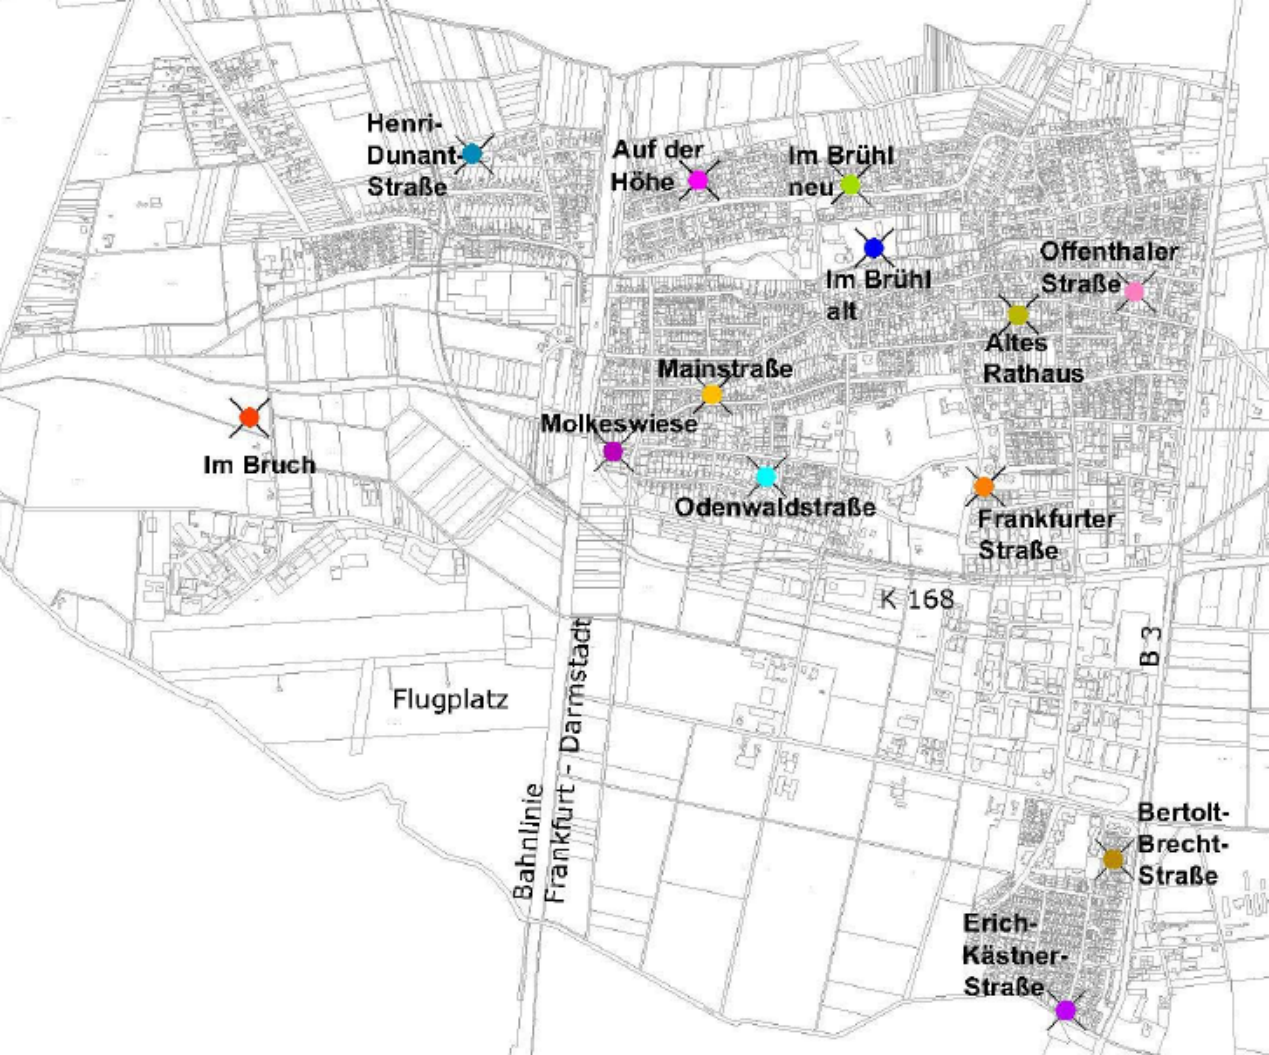 Henri-
Dunant-
Straße
Auf der
Höhe
Im Brühl
neu
Im Brühl
alt
Offenthaler
Straße
Altes
Rathaus
Mainstraße
Molkeswiese
Im Bruch
Odenwaldstraße
Frankfurter
Straße
K 168
B 3
Flugplatz
Bahnlinie
Frankfurt - Darmstadt
Bertolt-
Brecht-
Straße
Erich-
Kästner-
Straße